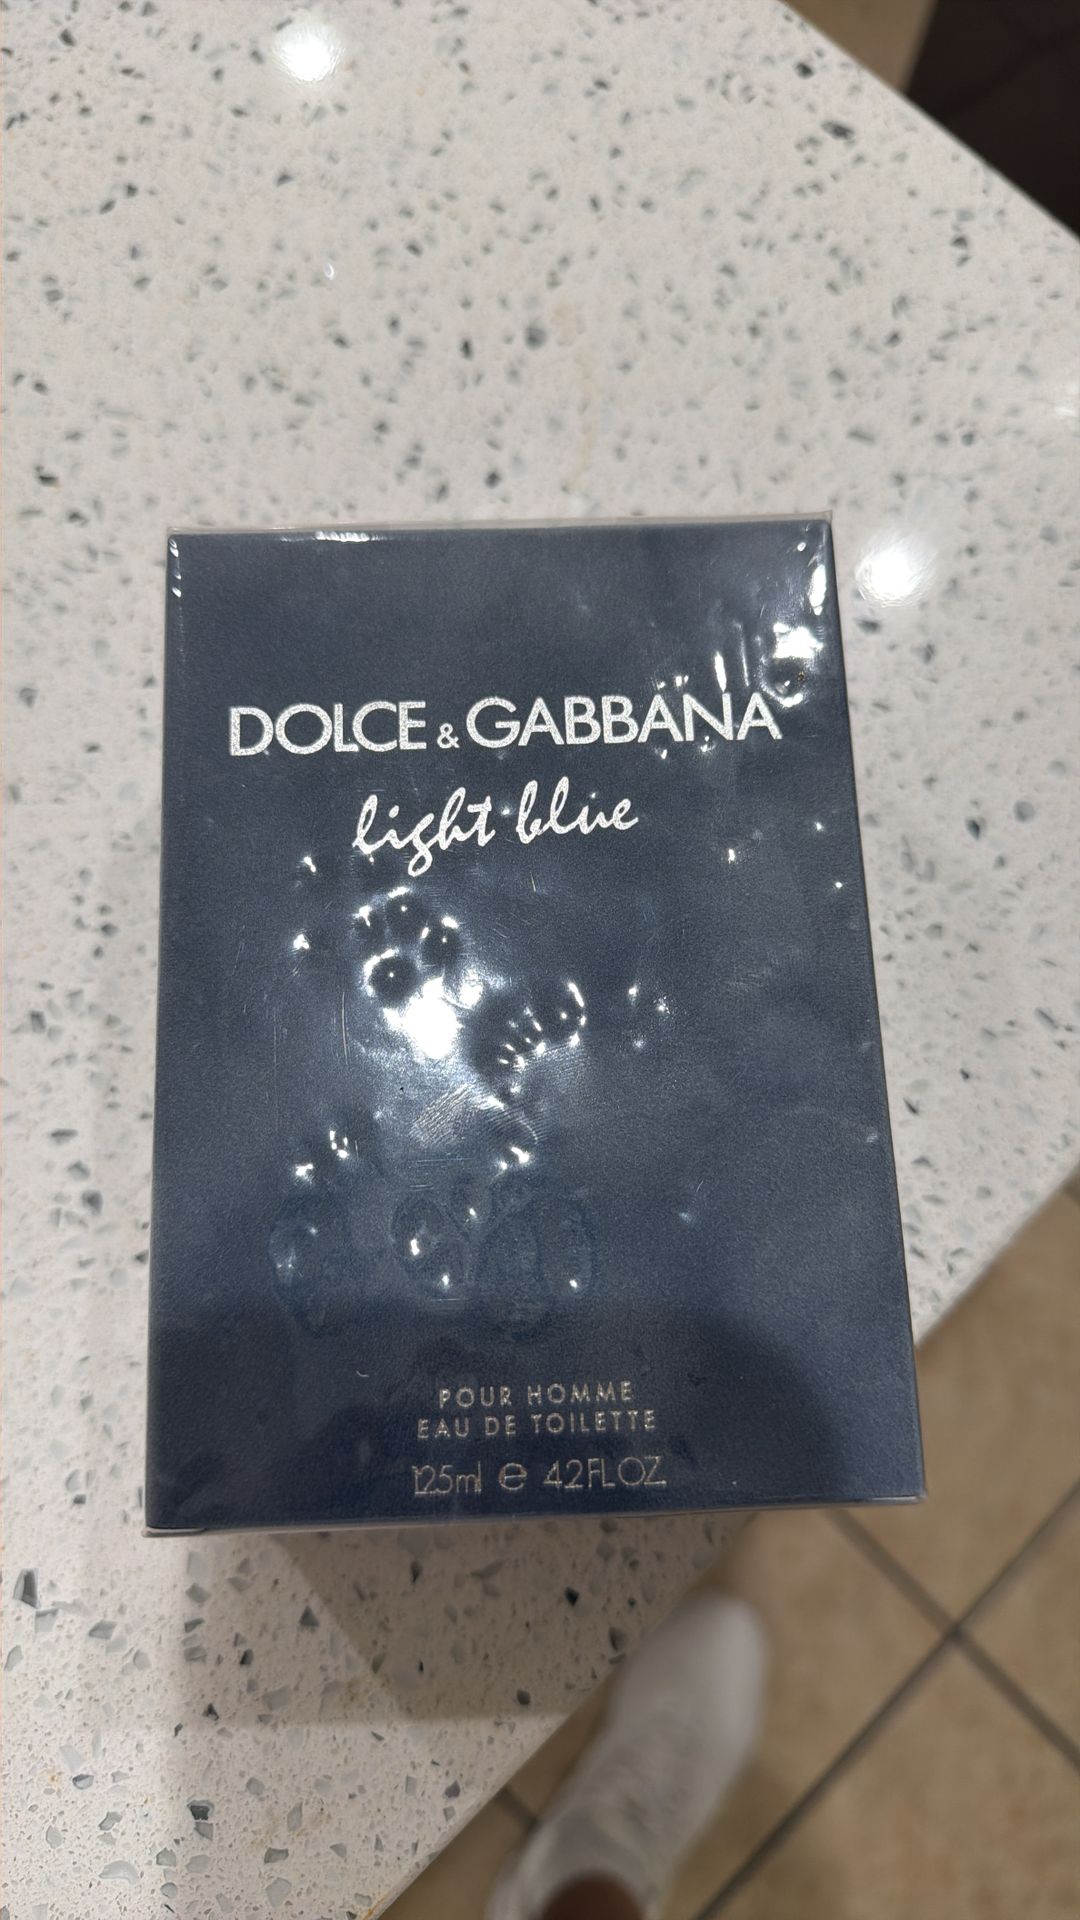 DOLCE & GABBANA
light blue
POUR HOMME
EAU DE TOILETTE
125ml e 4.2FL.OZ.